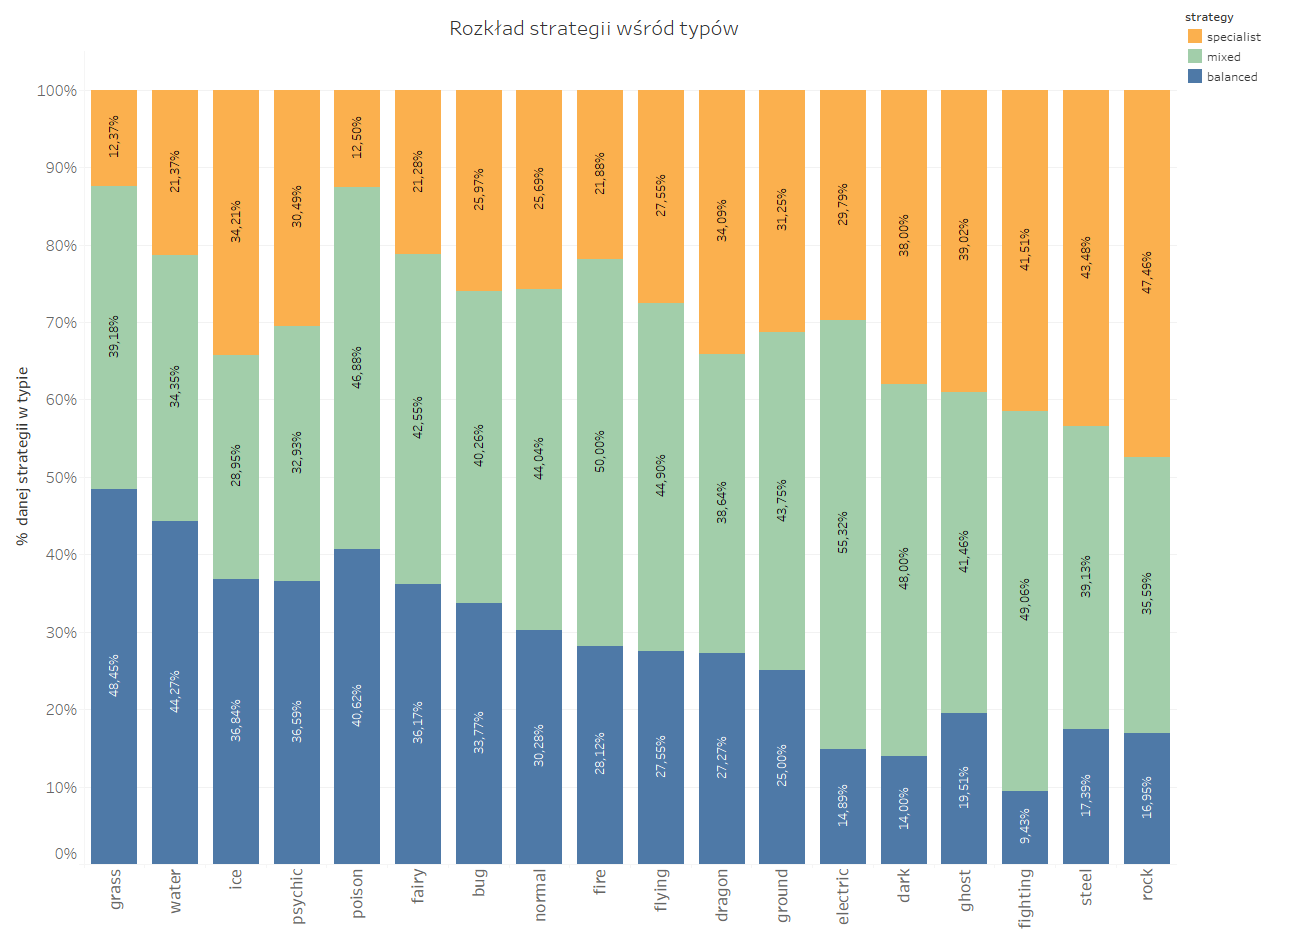 Rozkład strategii wśród typów
strategy
specialist
mixed
balanced
% danej strategii w typie
100%
90%
80%
70%
60%
50%
40%
30%
20%
10%
0%
12,37%
39,18%
48,45%
21,37%
34,35%
44,27%
34,21%
28,95%
36,84%
30,49%
32,93%
36,59%
12,50%
46,88%
40,62%
21,28%
42,55%
36,17%
25,97%
40,26%
33,77%
25,69%
44,04%
30,28%
21,88%
50,00%
28,12%
27,55%
44,90%
27,55%
34,09%
38,64%
27,27%
31,25%
43,75%
25,00%
29,79%
55,32%
14,89%
38,00%
48,00%
14,00%
39,02%
41,46%
19,51%
41,51%
49,06%
9,43%
43,48%
39,13%
17,39%
47,46%
35,59%
16,95%
grass
water
ice
psychic
poison
fairy
bug
normal
fire
flying
dragon
ground
electric
dark
ghost
fighting
steel
rock